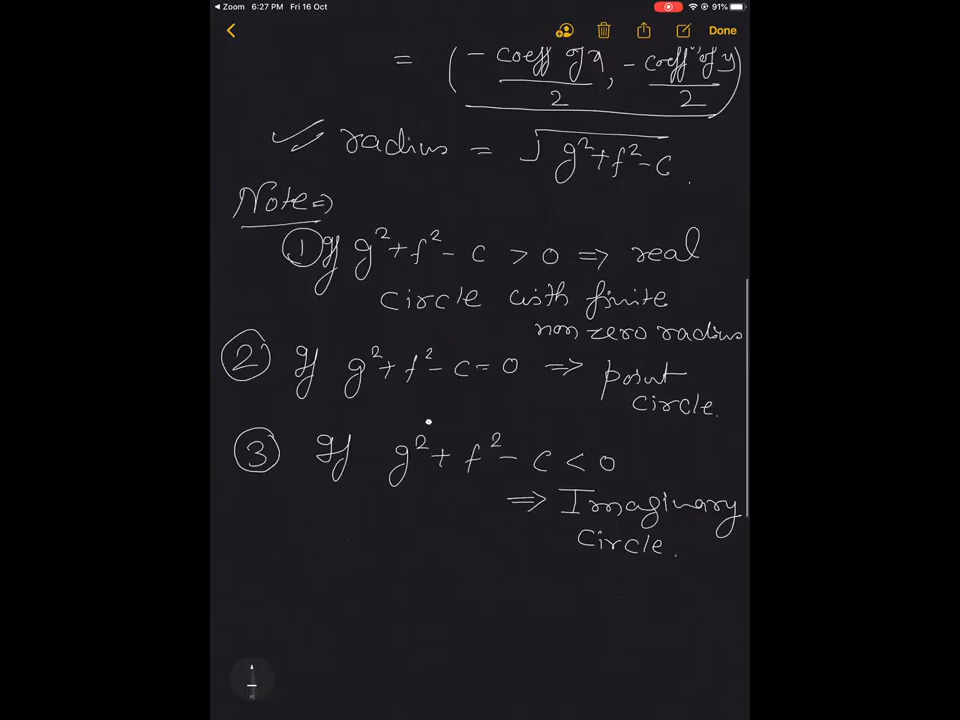 Zoom 6:27 PM Fri 16 Oct 91%
Done
= (- coeff of x / 2, - coeff of y / 2)
radius = √g²+f²-c.
Note⇒
① If g²+f²-c > 0 ⇒ real
circle with finite
non zero radius
② If g²+f²-c=0 ⇒ point
circle.
③ If g²+f²-c<0
⇒ Imaginary
circle.